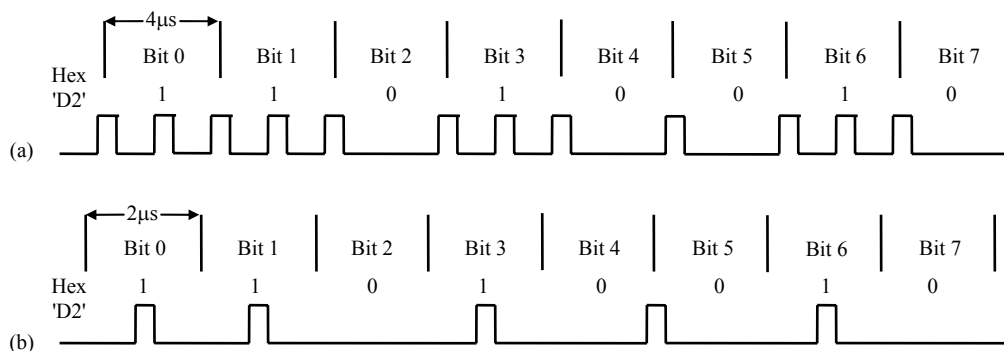 4µs
Bit 0 Bit 1 Bit 2 Bit 3 Bit 4 Bit 5 Bit 6 Bit 7
Hex
'D2' 1 1 0 1 0 0 1 0
(a)
2µs
Bit 0 Bit 1 Bit 2 Bit 3 Bit 4 Bit 5 Bit 6 Bit 7
Hex 1 1 0 1 0 0 1 0
'D2'
(b)